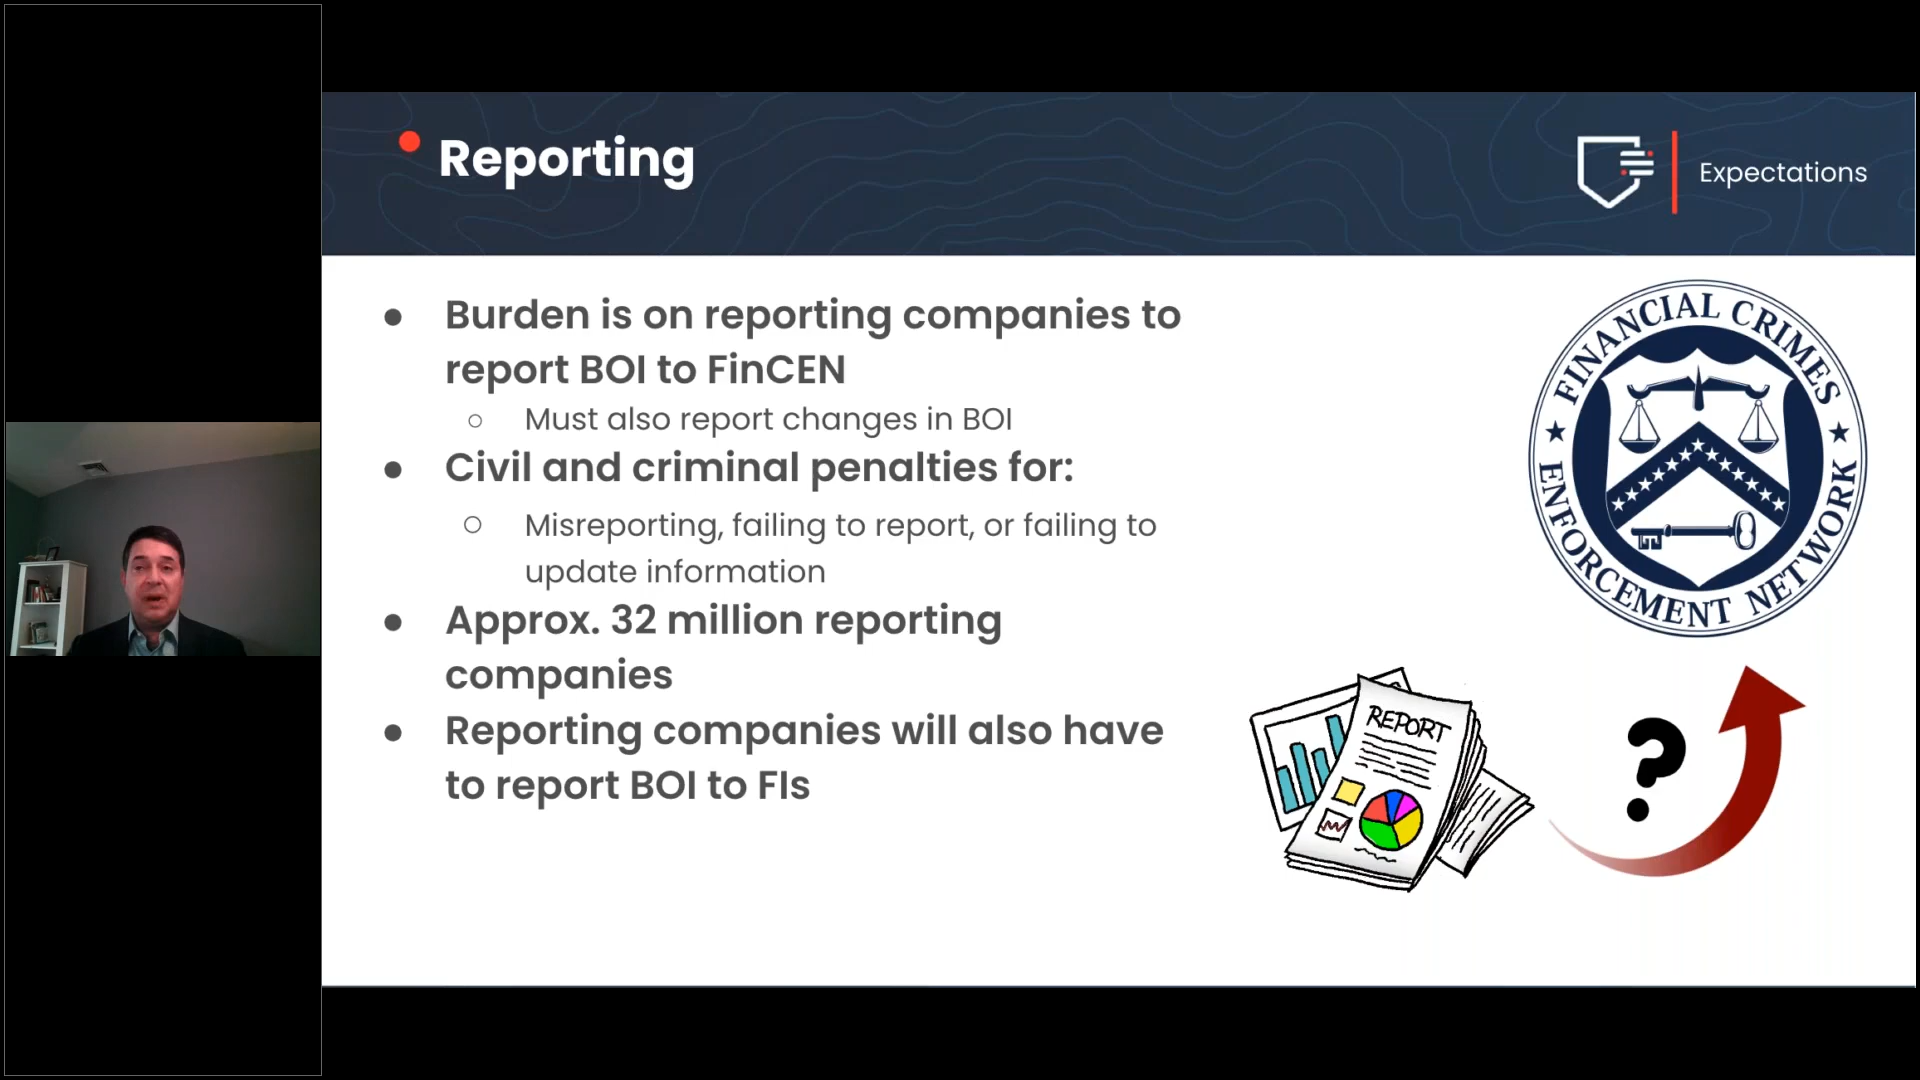 Reporting
Expectations
● Burden is on reporting companies to
report BOI to FinCEN
○ Must also report changes in BOI
● Civil and criminal penalties for:
○ Misreporting, failing to report, or failing to
update information
● Approx. 32 million reporting
companies
● Reporting companies will also have
to report BOI to FIs
FINANCIAL CRIMES
★ ENFORCEMENT NETWORK ★
REPORT
?